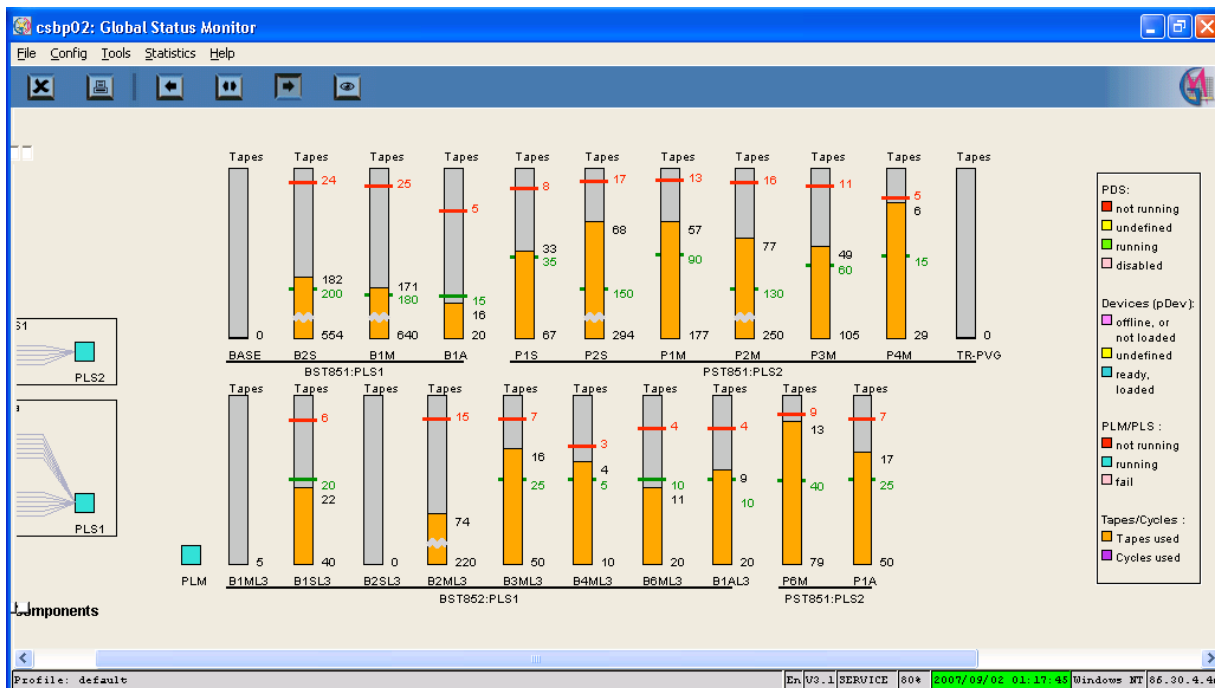 csbp02: Global Status Monitor
File Config Tools Statistics Help
Tapes Tapes Tapes Tapes Tapes Tapes Tapes Tapes Tapes Tapes Tapes
24 25 5 8 17 13 16 11 5
6
68 57 77
182 171 33 49
200 180 15 35 150 90 130 60 15
16
0 554 640 20 67 294 177 250 105 29 0
BASE B2S B1M B1A P1S P2S P1M P2M P3M P4M TR-PVG
BST851:PLS1 PST851:PLS2
Tapes Tapes Tapes Tapes Tapes Tapes Tapes Tapes Tapes Tapes
6 15 7 3 4 4 9 7
13
16 4 9 17
20 25 5 10 10 40 25
22 74 11
5 40 0 220 50 10 20 20 79 50
PLM B1ML3 B1SL3 B2SL3 B2ML3 B3ML3 B4ML3 B6ML3 B1AL3 P6M P1A
BST852:PLS1 PST851:PLS2
S1
PLS2
PLS1
PDS:
not running
undefined
running
disabled
Devices (pDev):
offline, or
not loaded
undefined
ready,
loaded
PLM/PLS :
not running
running
fail
Tapes/Cycles :
Tapes used
Cycles used
Profile: default En V3.1 SERVICE 80% 2007/09/02 01:17:45 Windows NT